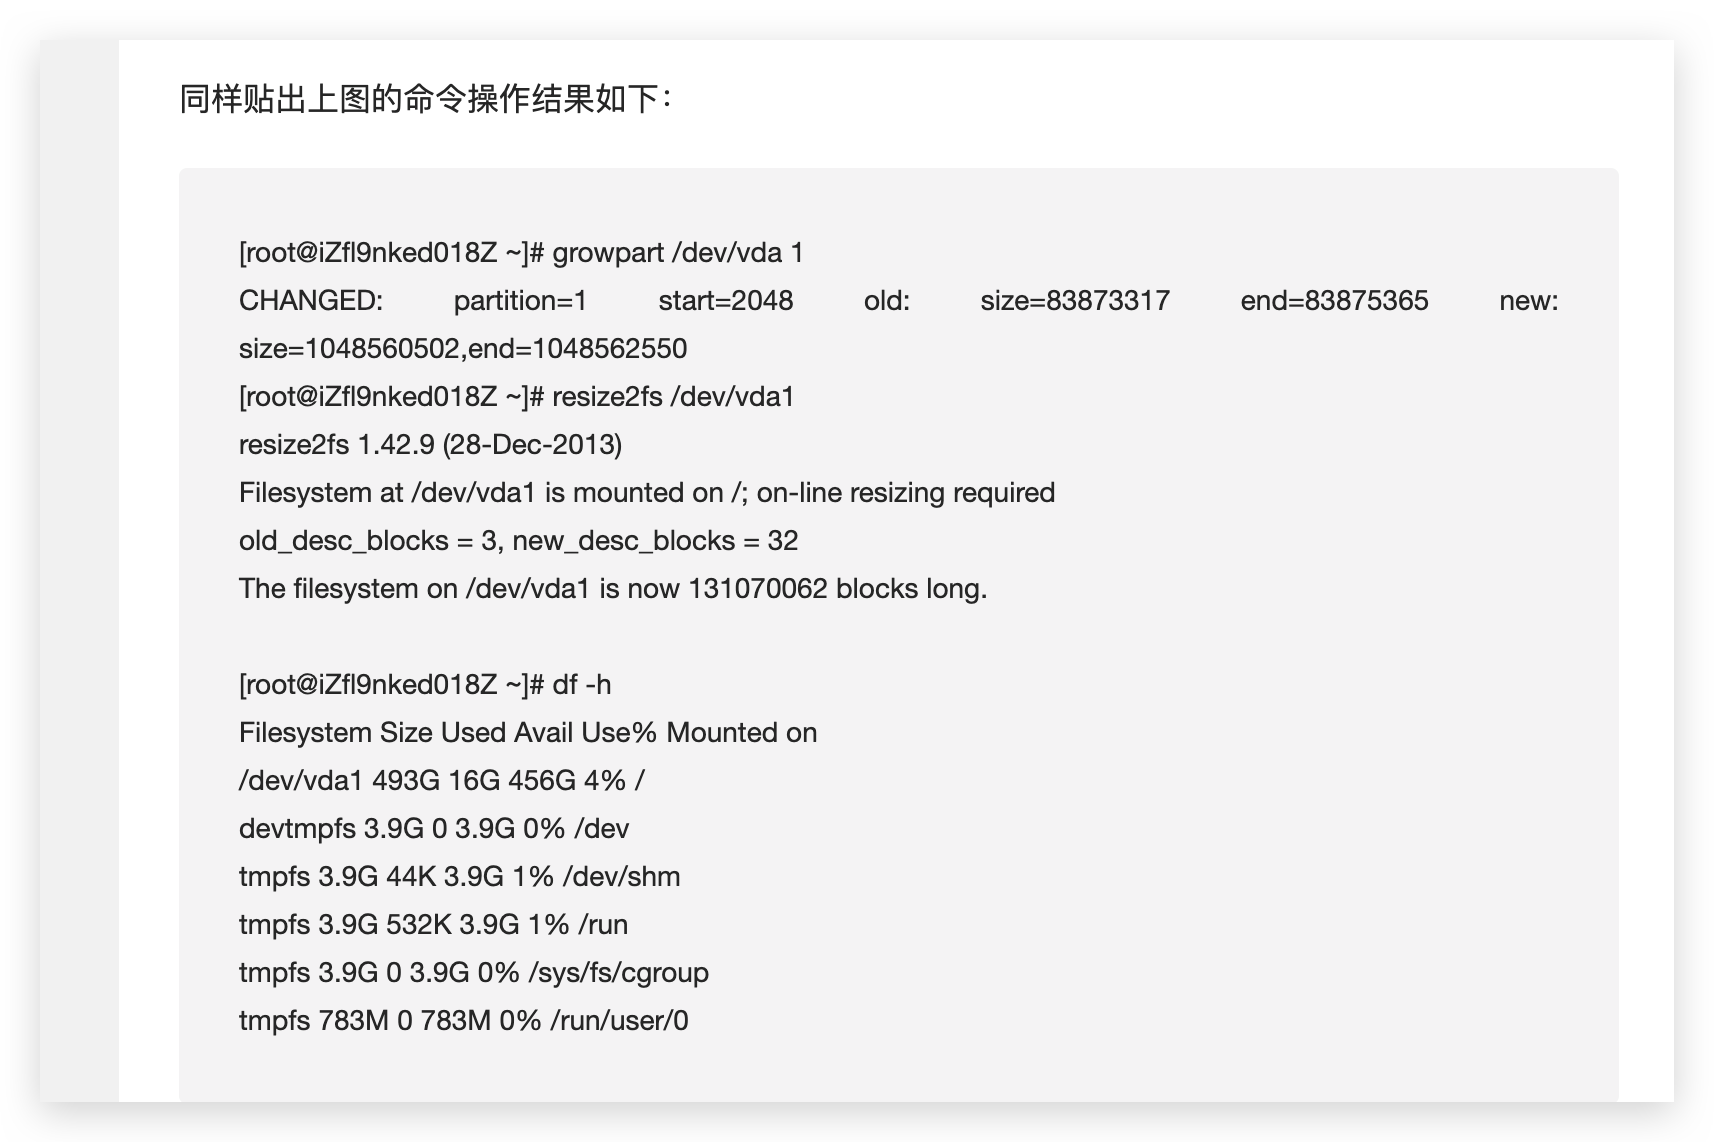 同样贴出上图的命令操作结果如下：
[root@iZfl9nked018Z ~]# growpart /dev/vda 1
CHANGED: partition=1 start=2048 old: size=83873317 end=83875365 new:
size=1048560502,end=1048562550
[root@iZfl9nked018Z ~]# resize2fs /dev/vda1
resize2fs 1.42.9 (28-Dec-2013)
Filesystem at /dev/vda1 is mounted on /; on-line resizing required
old_desc_blocks = 3, new_desc_blocks = 32
The filesystem on /dev/vda1 is now 131070062 blocks long.
[root@iZfl9nked018Z ~]# df -h
Filesystem Size Used Avail Use% Mounted on
/dev/vda1 493G 16G 456G 4% /
devtmpfs 3.9G 0 3.9G 0% /dev
tmpfs 3.9G 44K 3.9G 1% /dev/shm
tmpfs 3.9G 532K 3.9G 1% /run
tmpfs 3.9G 0 3.9G 0% /sys/fs/cgroup
tmpfs 783M 0 783M 0% /run/user/0